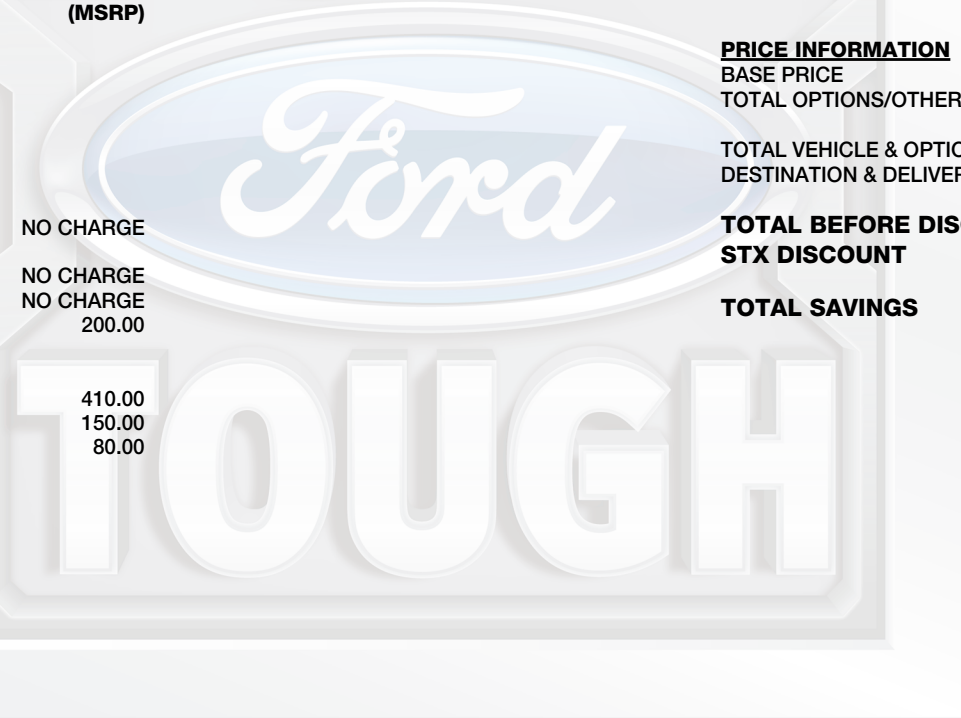 (MSRP)
NO CHARGE
NO CHARGE
NO CHARGE
200.00
410.00
150.00
80.00
Ford
TOUGH
PRICE INFORMATION
BASE PRICE
TOTAL OPTIONS/OTHER
TOTAL VEHICLE & OPTIO
DESTINATION & DELIVER
TOTAL BEFORE DISC
STX DISCOUNT
TOTAL SAVINGS